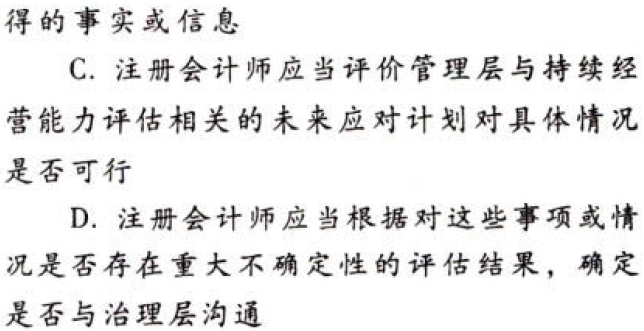 得的事实或信息
C. 注册会计师应当评价管理层与持续经
营能力评估相关的未来应对计划对具体情况
是否可行
D. 注册会计师应当根据对这些事项或情
况是否存在重大不确定性的评估结果，确定
是否与治理层沟通